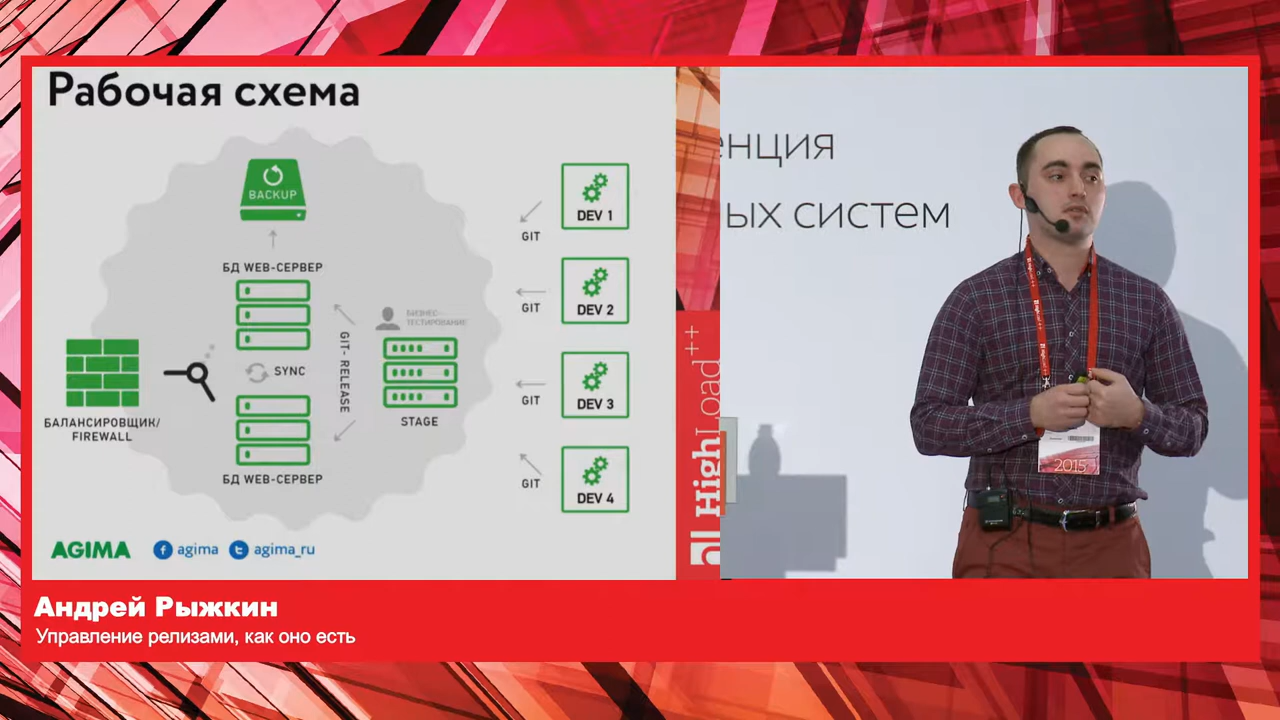 Рабочая схема
BACKUP
БД WEB-СЕРВЕР
SYNC
БД WEB-СЕРВЕР
БАЛАНСИРОВЩИК/
FIREWALL
GIT- RELEASE
БИЗНЕС-
ТЕСТИРОВАНИЕ
STAGE
GIT
DEV 1
GIT
DEV 2
GIT
DEV 3
GIT
DEV 4
AGIMA
agima
agima_ru
HighLoad++
енция
ых систем
2015
Андрей Рыжкин
Управление релизами, как оно есть